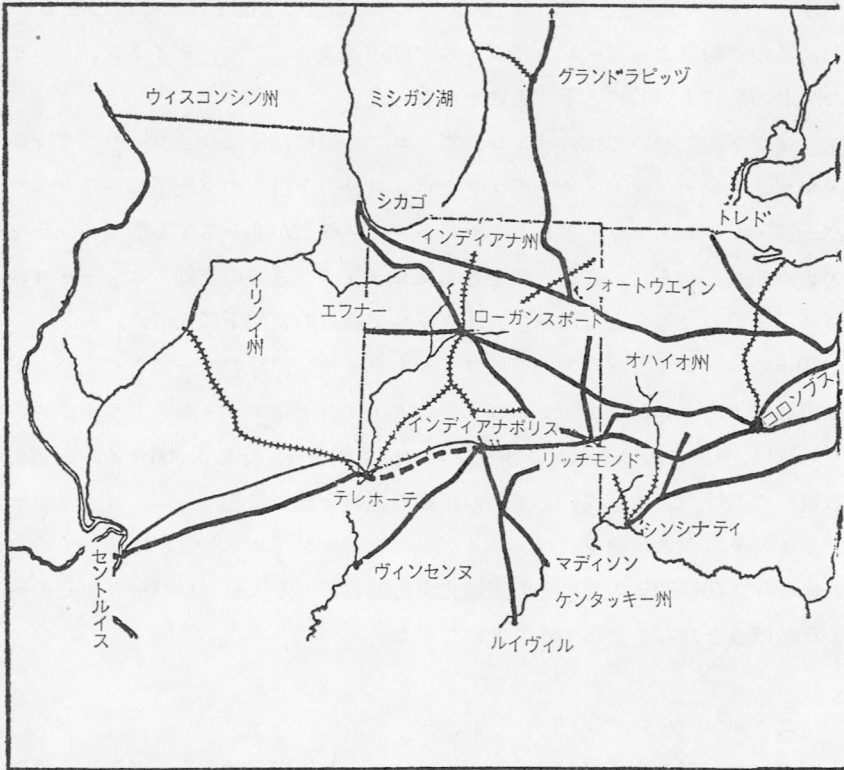 グランドラピッヅ
ミシガン湖
ウィスコンシン州
シカゴ
トレド
インディアナ州
フォートウエイン
イリノイ州
エフナー
ローガンスポート
オハイオ州
コロンブス
インディアナポリス
リッチモンド
テレホーテ
シンシナティ
セントルイス
ヴィンセンヌ
マディソン
ケンタッキー州
ルイヴィル